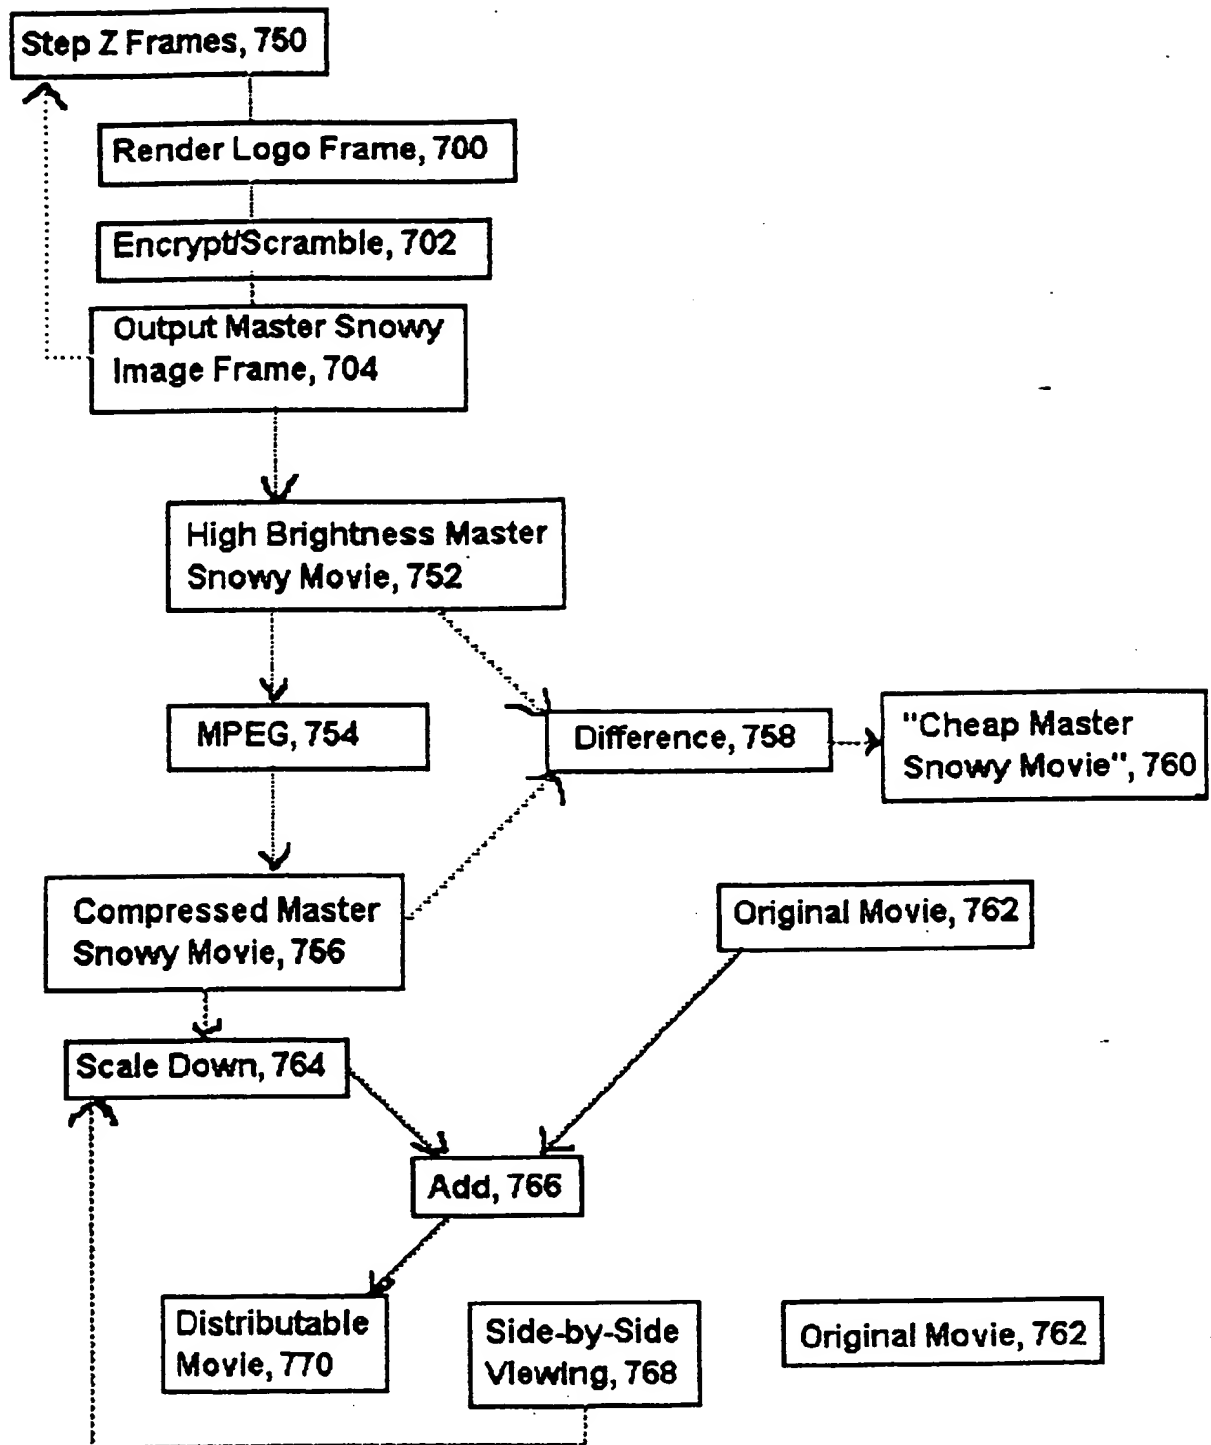 Step Z Frames, 750
Render Logo Frame, 700
Encrypt/Scramble, 702
Output Master Snowy
Image Frame, 704
High Brightness Master
Snowy Movie, 752
MPEG, 754
Difference, 758
"Cheap Master
Snowy Movie", 760
Compressed Master
Snowy Movie, 756
Original Movie, 762
Scale Down, 764
Add, 766
Distributable
Movie, 770
Side-by-Side
Viewing, 768
Original Movie, 762